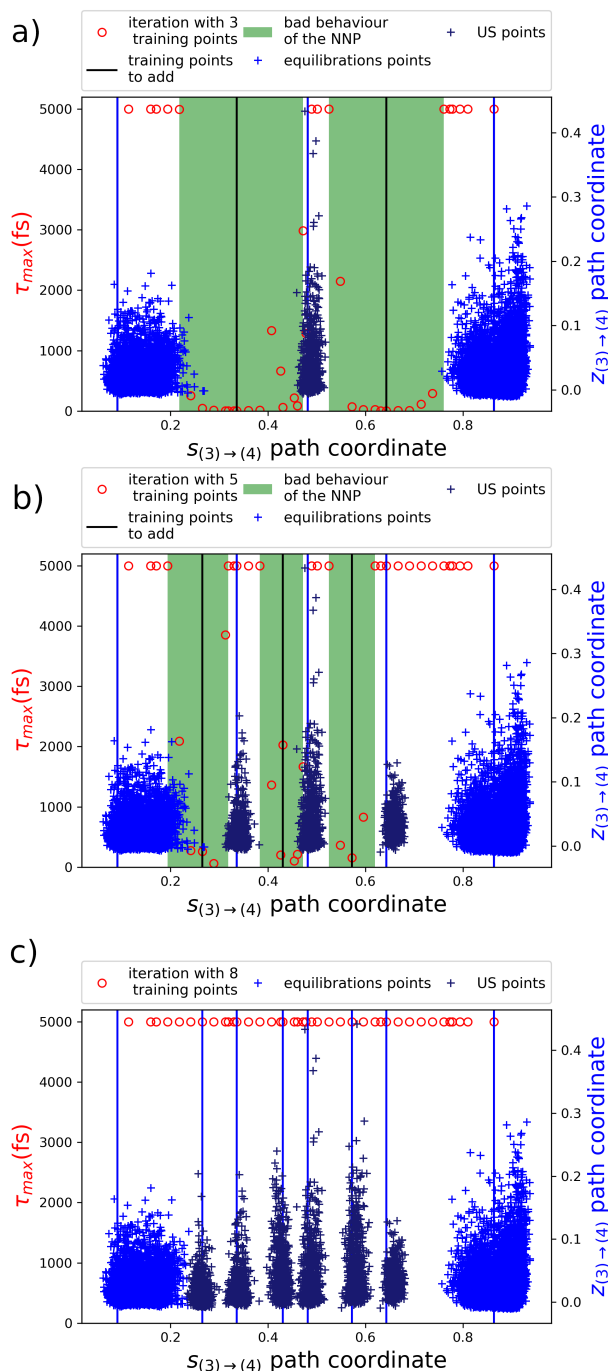 a)
iteration with 3
training points
bad behaviour
of the NNP
US points
training points
to add
equilibrations points
5000
4000
3000
2000
1000
0
τmax(fs)
0.4
0.3
0.2
0.1
0.0
z(3)→(4) path coordinate
0.2 0.4 0.6 0.8
s(3)→(4) path coordinate
b)
iteration with 5
training points
bad behaviour
of the NNP
US points
training points
to add
equilibrations points
5000
4000
3000
2000
1000
0
τmax(fs)
0.4
0.3
0.2
0.1
0.0
z(3)→(4) path coordinate
0.2 0.4 0.6 0.8
s(3)→(4) path coordinate
c)
iteration with 8
training points
equilibrations points
US points
5000
4000
3000
2000
1000
0
τmax(fs)
0.4
0.3
0.2
0.1
0.0
z(3)→(4) path coordinate
0.2 0.4 0.6 0.8
s(3)→(4) path coordinate